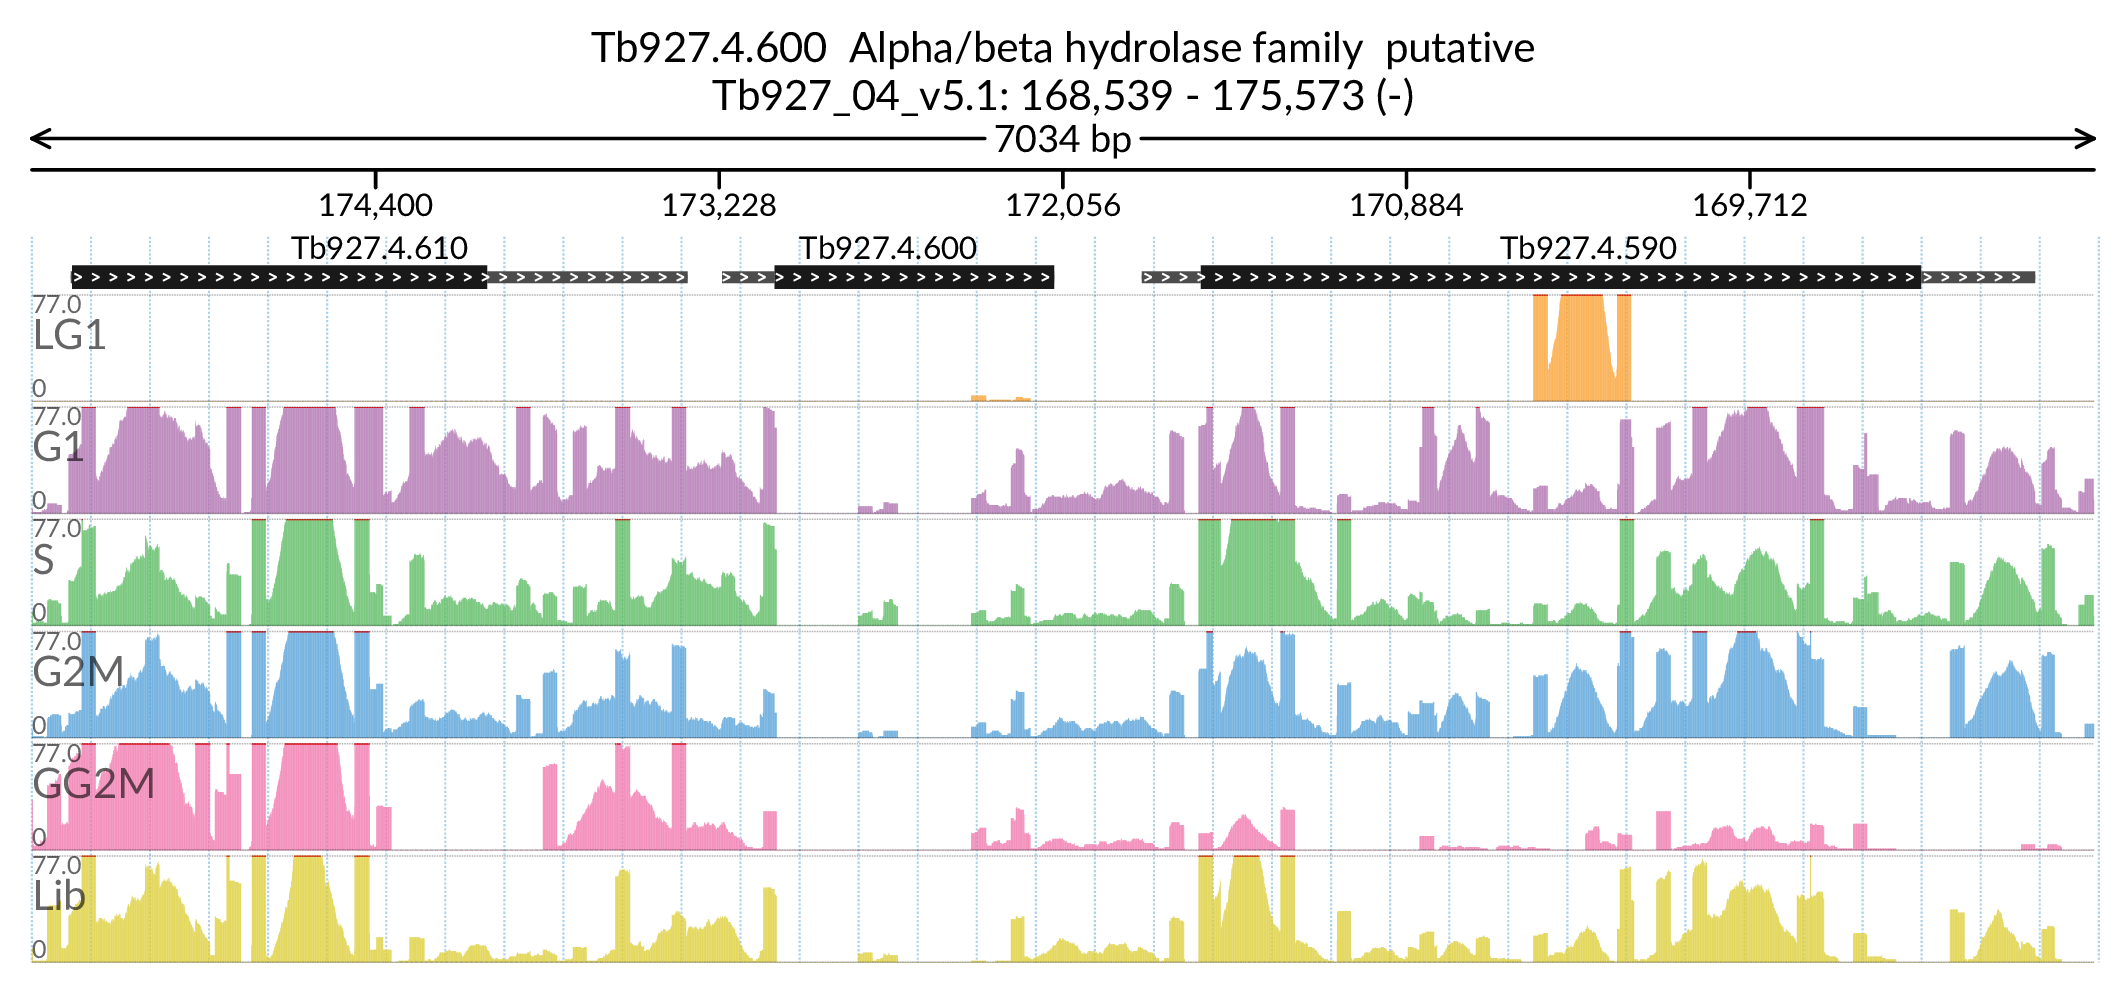 Tb927.4.600  Alpha/beta hydrolase family  putative
Tb927_04_v5.1: 168,539 - 175,573 (-)
7034 bp
174,400 173,228 172,056 170,884 169,712
Tb927.4.610 Tb927.4.600 Tb927.4.590
77.0
LG1
0
77.0
G1
0
77.0
S
0
77.0
G2M
0
77.0
GG2M
0
77.0
Lib
0